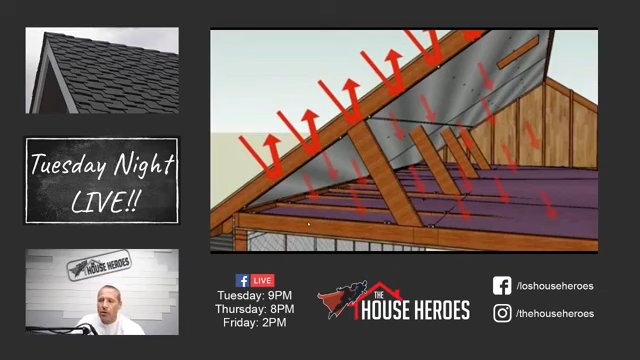 Tuesday Night
LIVE!!
THE
HOUSE HEROES
LIVE
Tuesday: 9PM
Thursday: 8PM
Friday: 2PM
THE
HOUSE HEROES
/loshouseheroes
/thehouseheroes